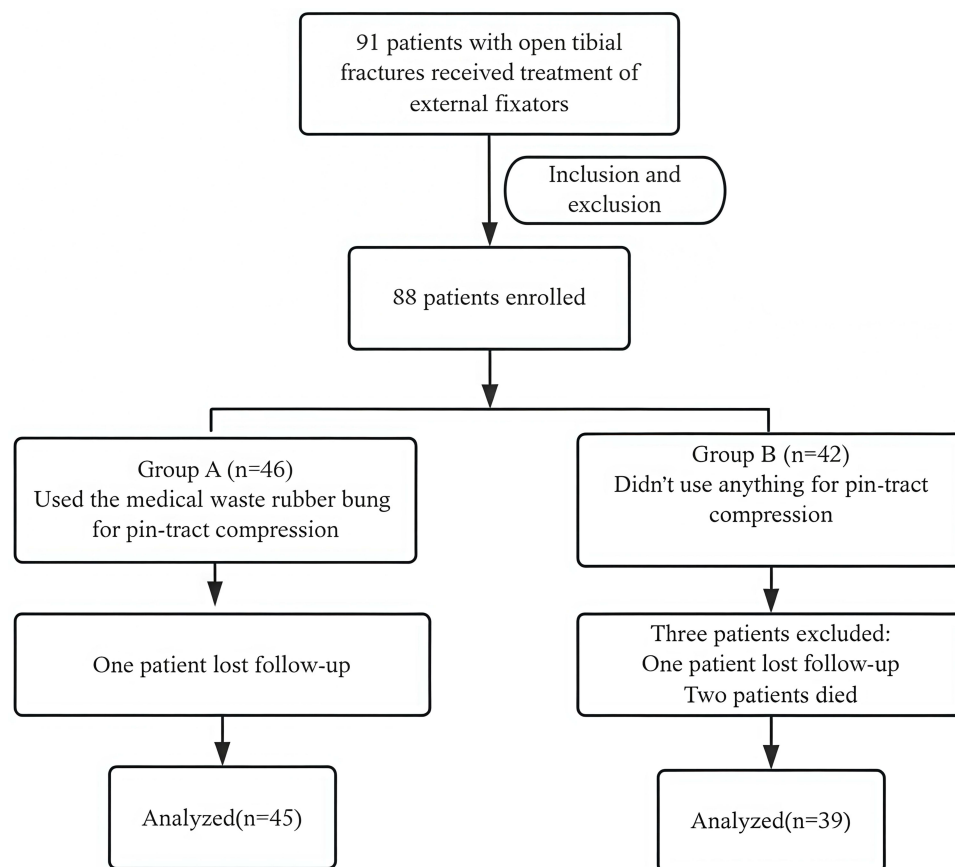 91 patients with open tibial
fractures received treatment of
external fixators
Inclusion and
exclusion
88 patients enrolled
Group A (n=46)
Used the medical waste rubber bung
for pin-tract compression
Group B (n=42)
Didn't use anything for pin-tract
compression
One patient lost follow-up
Three patients excluded:
One patient lost follow-up
Two patients died
Analyzed(n=45)
Analyzed(n=39)